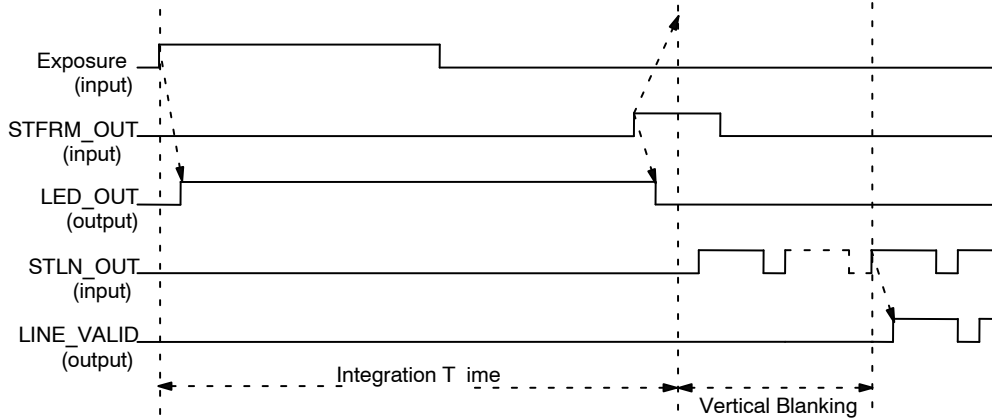 Exposure
(input)
STFRM_OUT
(input)
LED_OUT
(output)
STLN_OUT
(input)
LINE_VALID
(output)
Integration T ime
Vertical Blanking